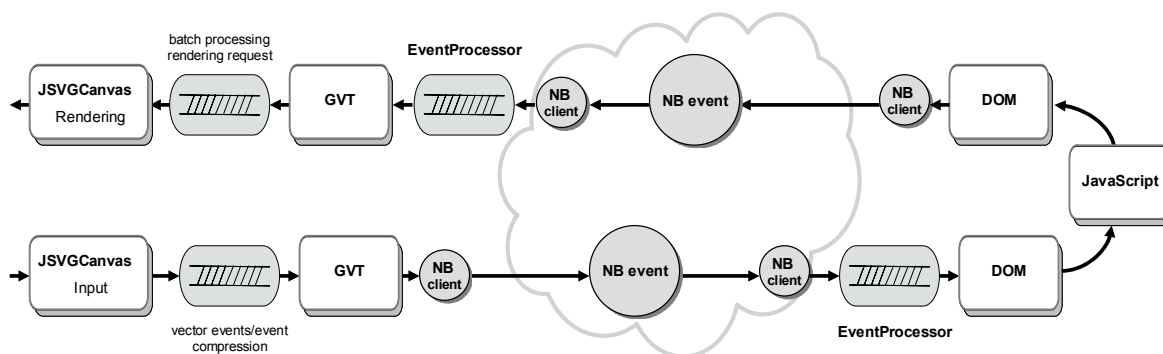 batch processing
rendering request
EventProcessor
JSVGCanvas
Rendering
GVT
NB
client
NB event
NB
client
DOM
JavaScript
JSVGCanvas
Input
GVT
NB
client
NB event
NB
client
DOM
vector events/event
compression
EventProcessor